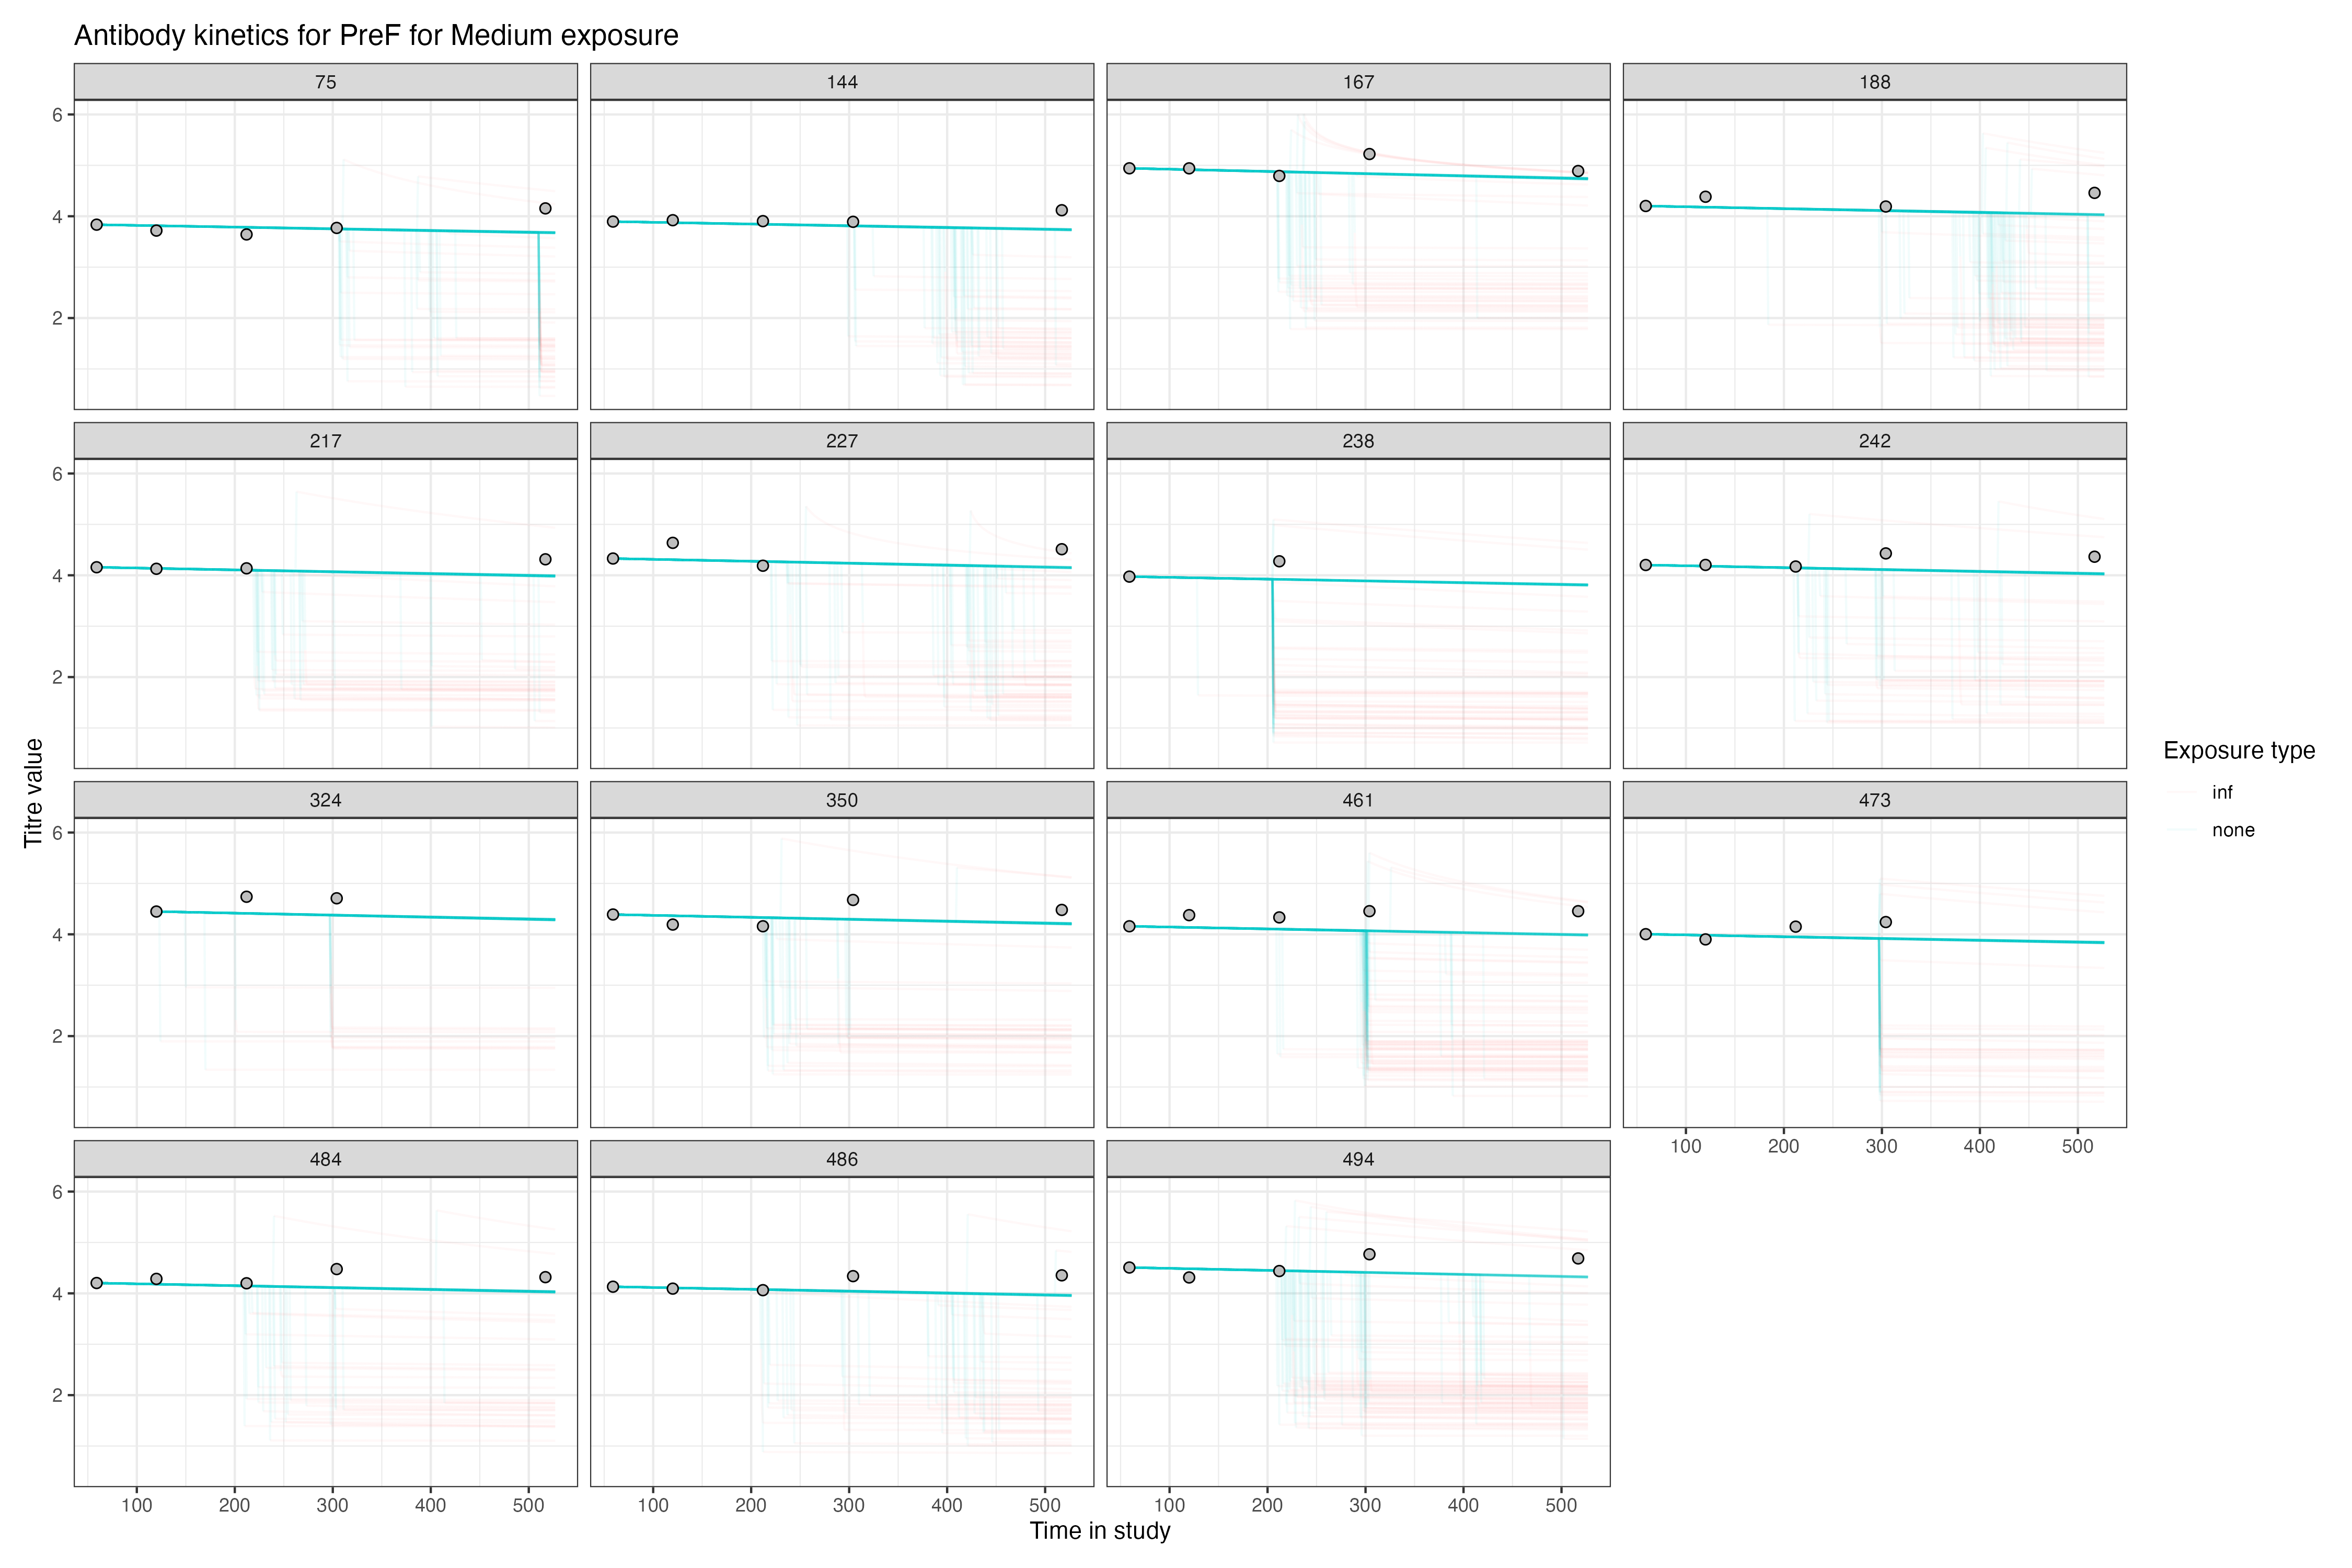 Antibody kinetics for PreF for Medium exposure
75 144 167 188
6
4
2
217 227 238 242
6
4
2
Titre value
Exposure type
inf
none
324 350 461 473
6
4
2
100 200 300 400 500
484 486 494
6
4
2
100 200 300 400 500 100 200 300 400 500 100 200 300 400 500
Time in study